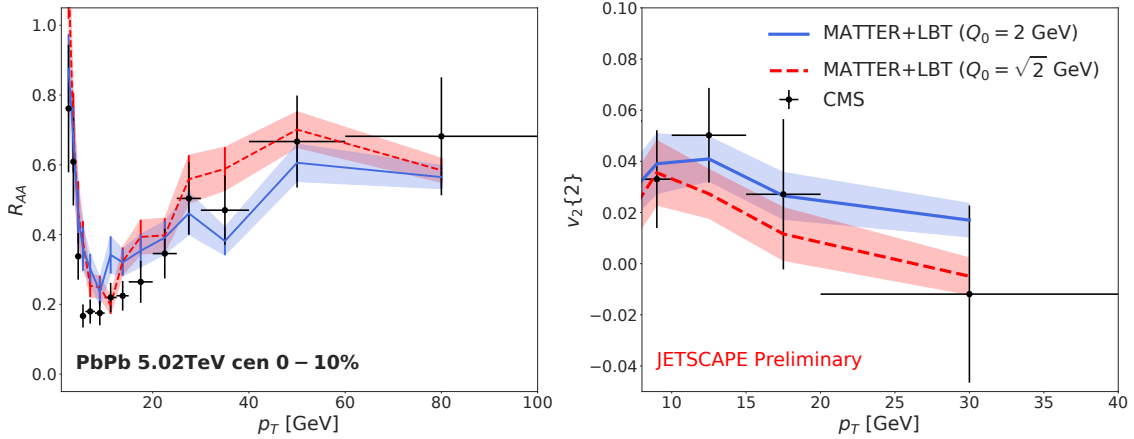 1.0
0.8
0.6
0.4
0.2
0.0
R_{AA}
PbPb 5.02TeV cen 0 − 10%
20 40 60 80 100
p_T [GeV]
0.10
0.08
0.06
0.04
0.02
0.00
−0.02
−0.04
v_2{2}
MATTER+LBT (Q_0 = 2 GeV)
MATTER+LBT (Q_0 = √2 GeV)
CMS
JETSCAPE Preliminary
10 15 20 25 30 35 40
p_T [GeV]